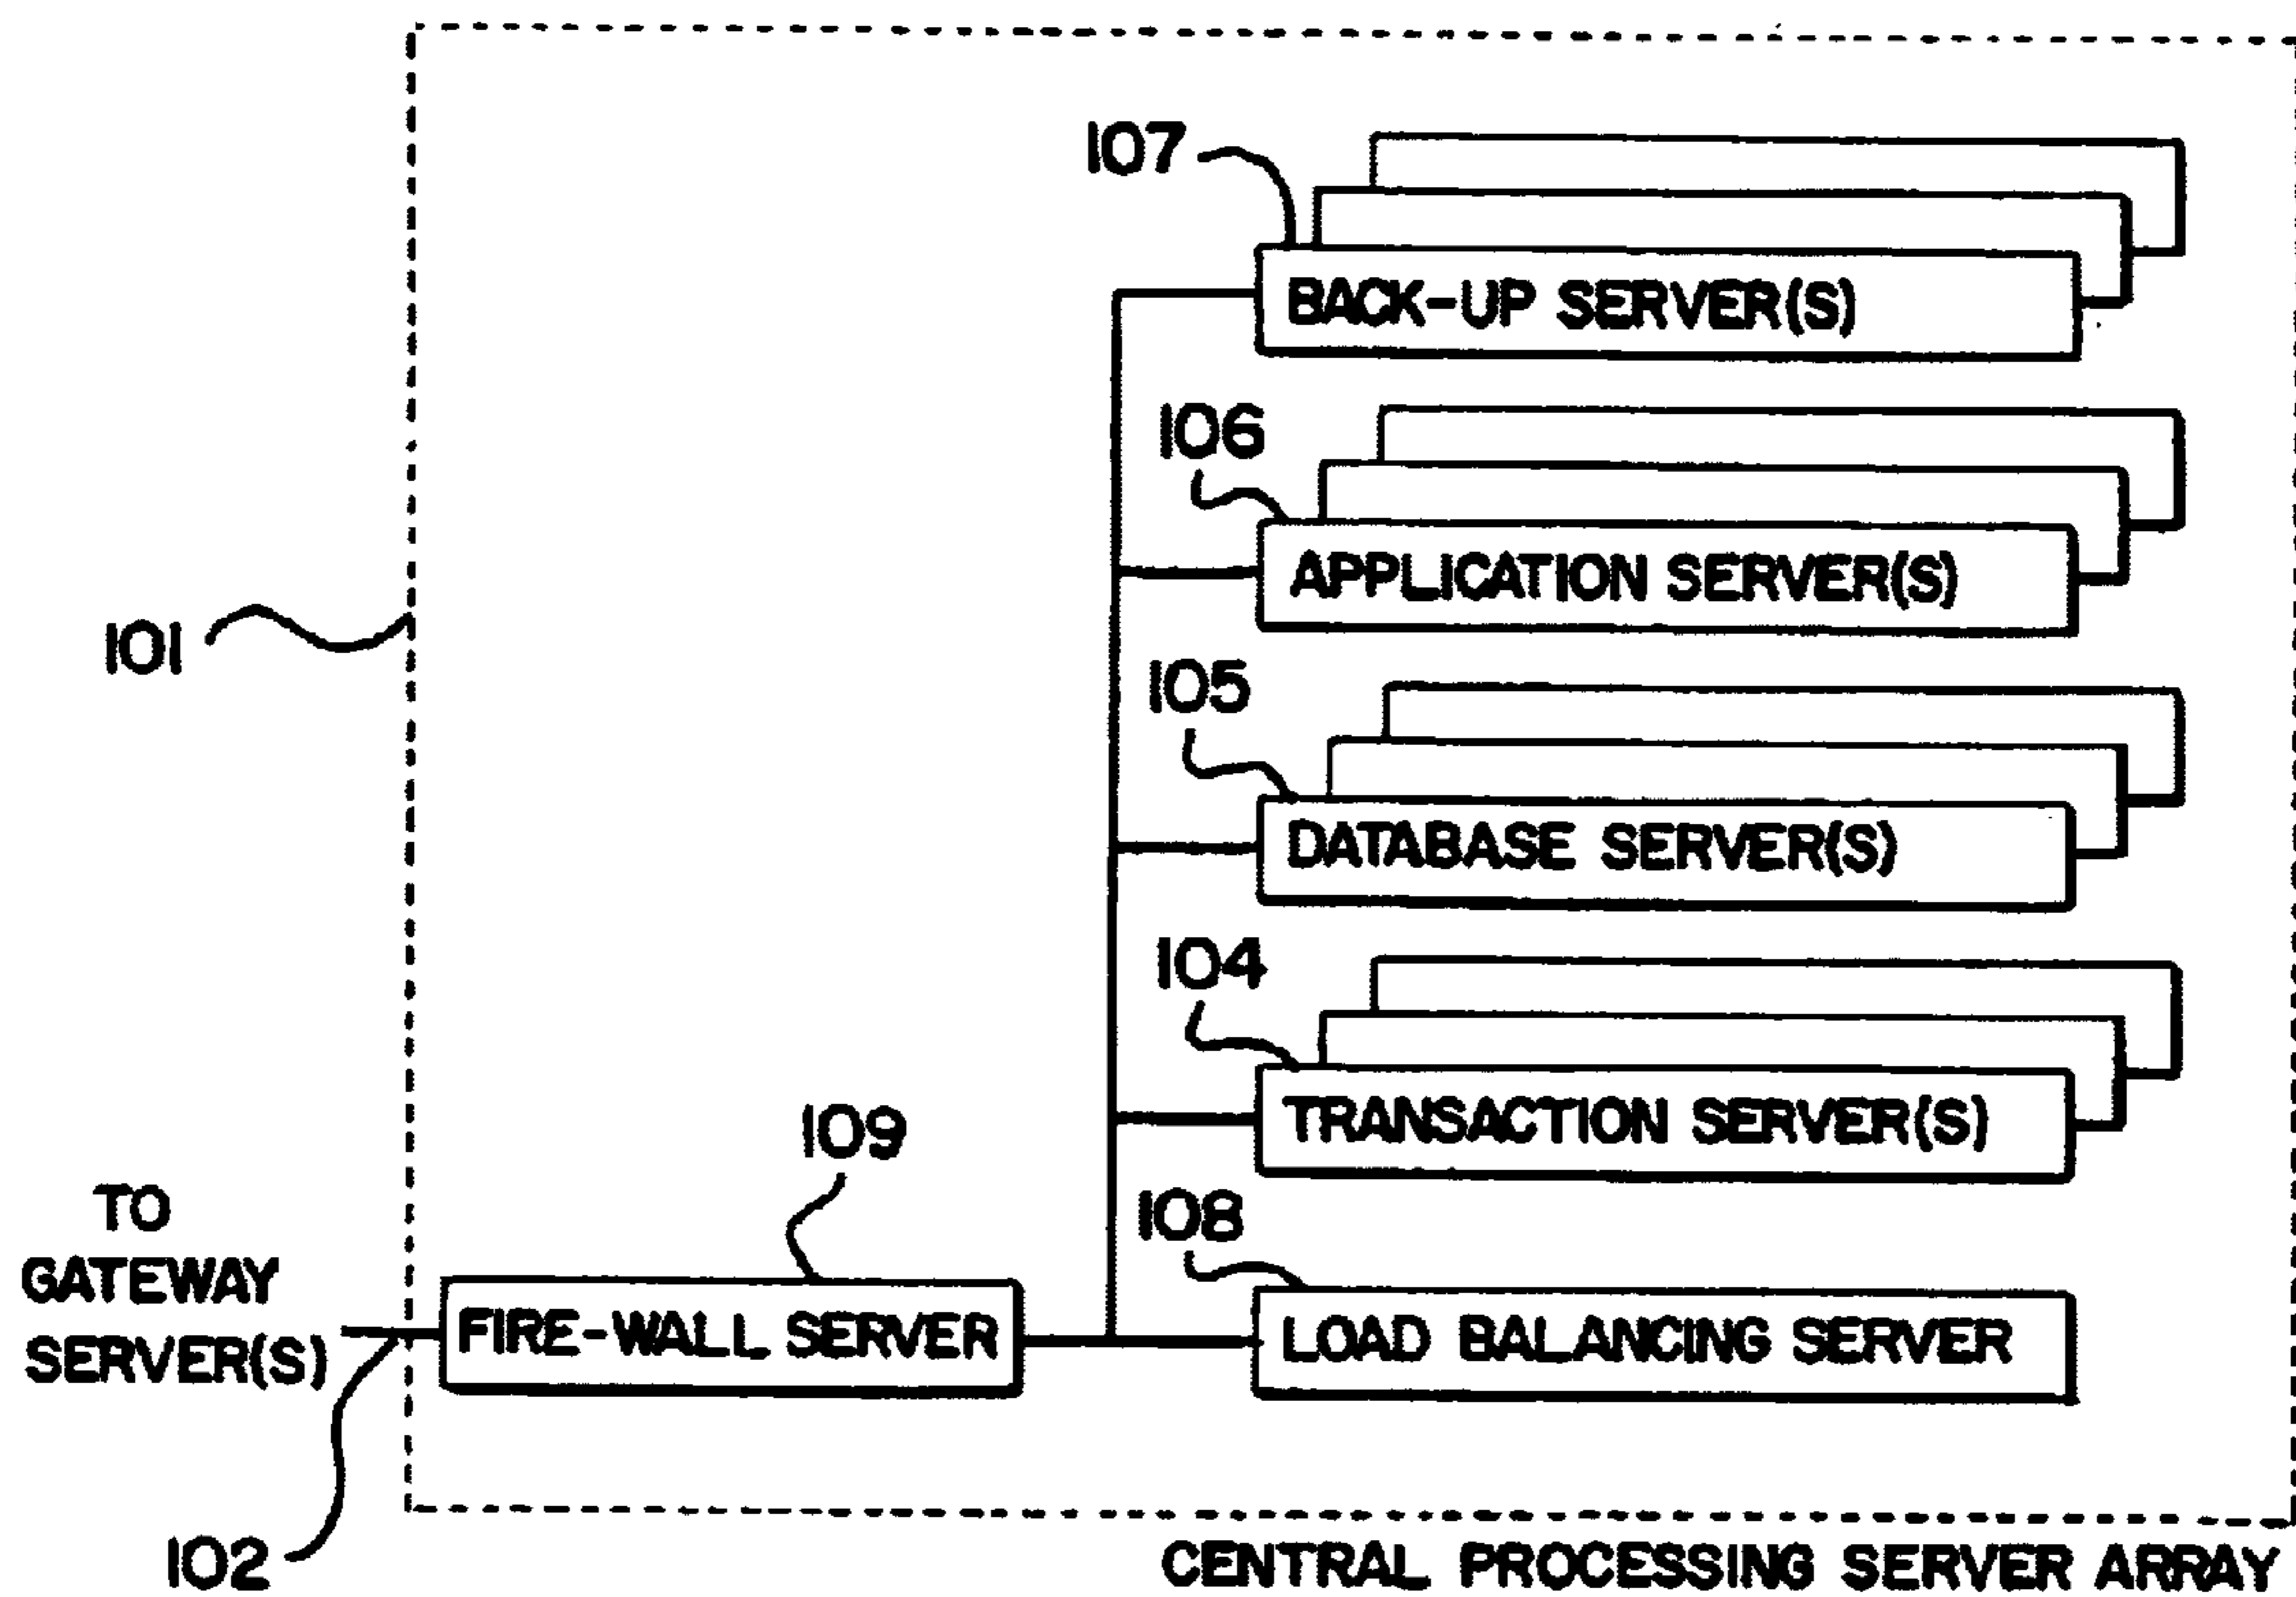 107
BACK-UP SERVER(S)
106
APPLICATION SERVER(S)
101
105
DATABASE SERVER(S)
104
TRANSACTION SERVER(S)
109
TO
GATEWAY
SERVER(S)
108
FIRE-WALL SERVER
LOAD BALANCING SERVER
102
CENTRAL PROCESSING SERVER ARRAY